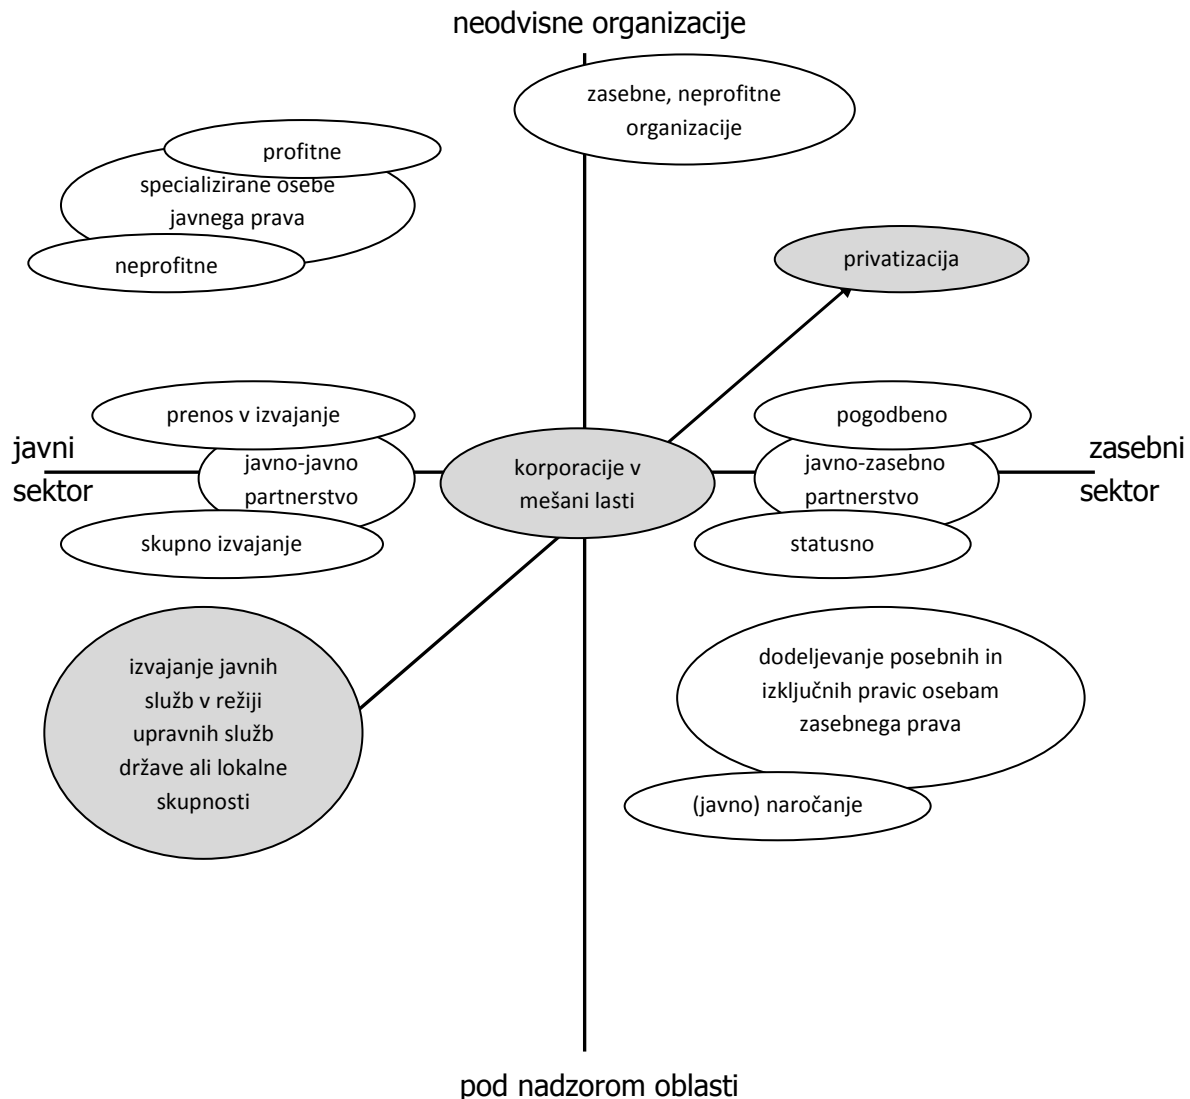 neodvisne organizacije
zasebne, neprofitne
organizacije
profitne
specializirane osebe
javnega prava
neprofitne
privatizacija
prenos v izvajanje
pogodbeno
javni
sektor
javno-javno
partnerstvo
korporacije v
mešani lasti
javno-zasebno
partnerstvo
zasebni
sektor
skupno izvajanje
statusno
izvajanje javnih
služb v režiji
upravnih služb
države ali lokalne
skupnosti
dodeljevanje posebnih in
izključnih pravic osebam
zasebnega prava
(javno) naročanje
pod nadzorom oblasti